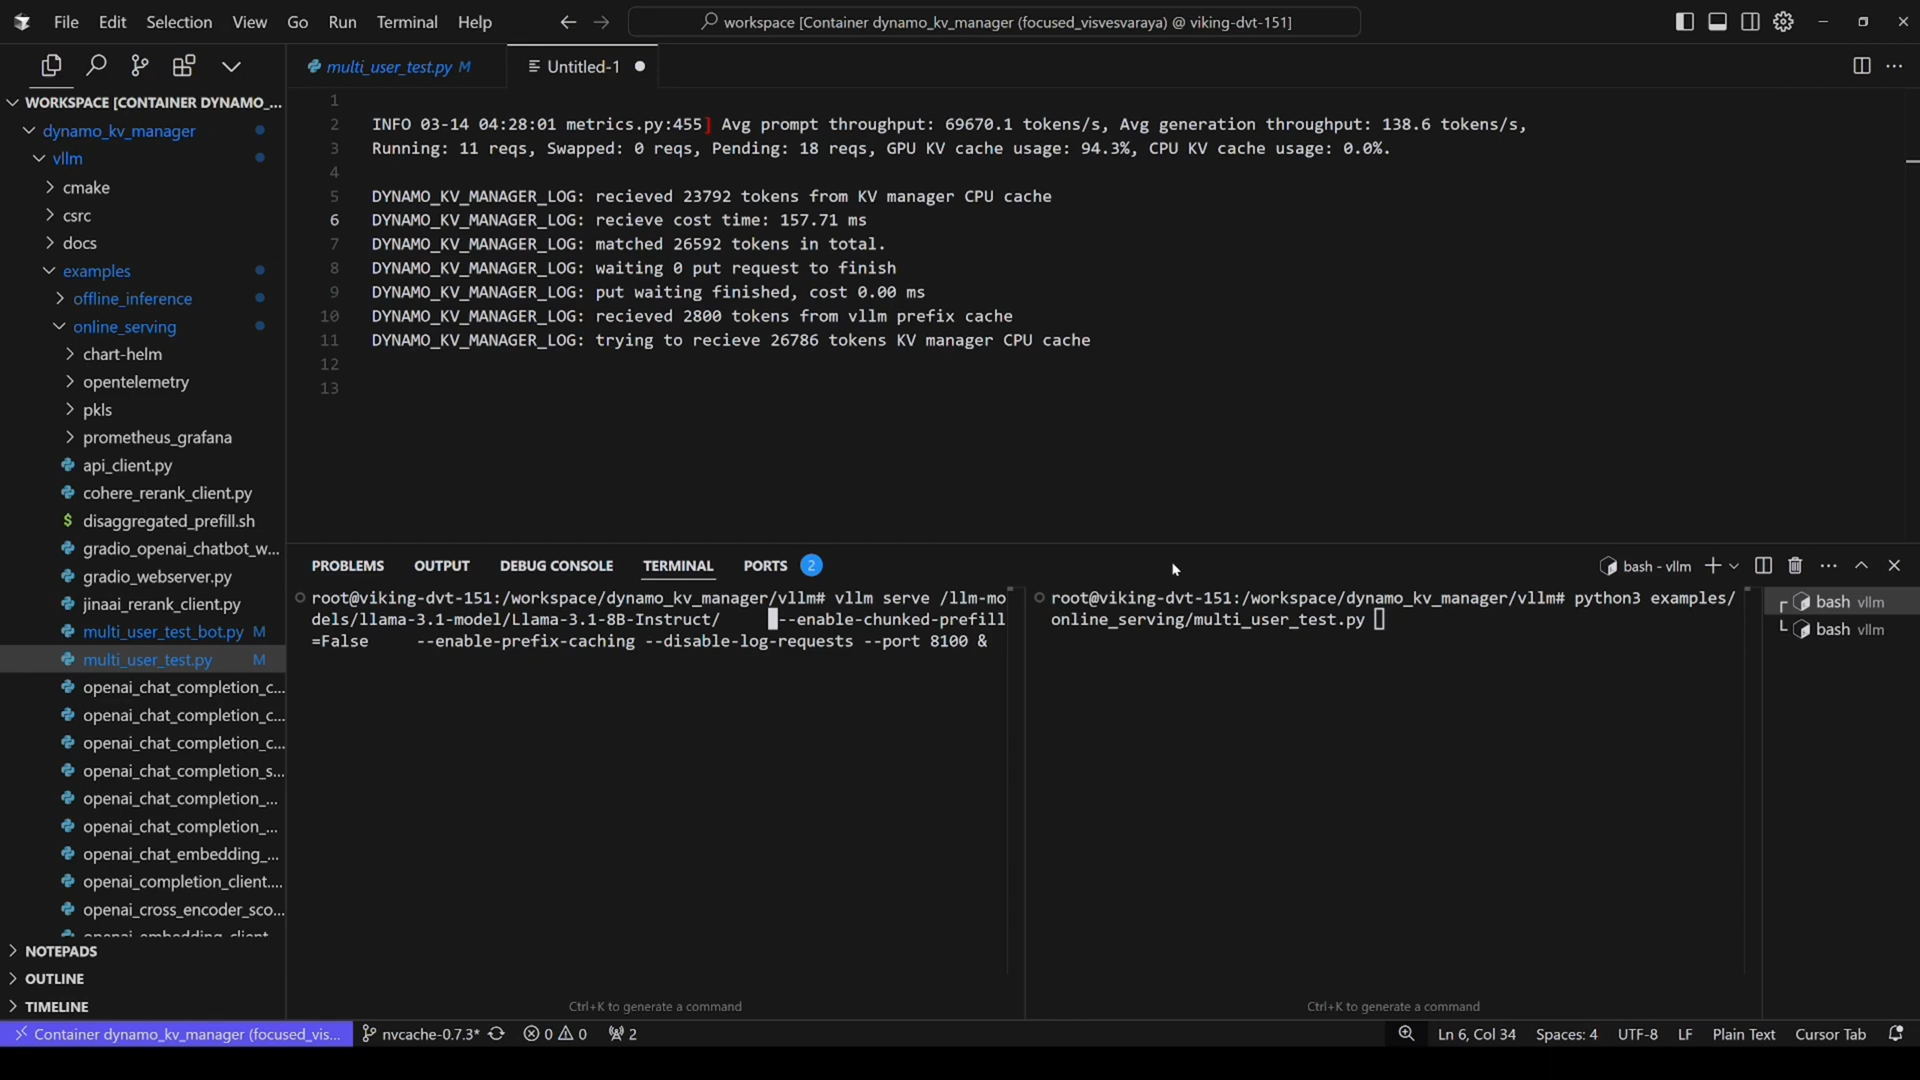 File Edit Selection View Go Run Terminal Help
workspace [Container dynamo_kv_manager (focused_visvesvaraya) @ viking-dvt-151]
multi_user_test.py M
Untitled-1
WORKSPACE [CONTAINER DYNAMO_...
dynamo_kv_manager
vllm
cmake
csrc
docs
examples
offline_inference
online_serving
chart-helm
opentelemetry
pkls
prometheus_grafana
api_client.py
cohere_rerank_client.py
$ disaggregated_prefill.sh
gradio_openai_chatbot_w...
gradio_webserver.py
jinaai_rerank_client.py
multi_user_test_bot.py M
multi_user_test.py M
openai_chat_completion_c...
openai_chat_completion_c...
openai_chat_completion_c...
openai_chat_completion_s...
openai_chat_completion_...
openai_chat_completion_...
openai_chat_embedding_...
openai_completion_client....
openai_cross_encoder_sco...
NOTEPADS
OUTLINE
TIMELINE
1
2 INFO 03-14 04:28:01 metrics.py:455] Avg prompt throughput: 69670.1 tokens/s, Avg generation throughput: 138.6 tokens/s,
3 Running: 11 reqs, Swapped: 0 reqs, Pending: 18 reqs, GPU KV cache usage: 94.3%, CPU KV cache usage: 0.0%.
4
5 DYNAMO_KV_MANAGER_LOG: recieved 23792 tokens from KV manager CPU cache
6 DYNAMO_KV_MANAGER_LOG: recieve cost time: 157.71 ms
7 DYNAMO_KV_MANAGER_LOG: matched 26592 tokens in total.
8 DYNAMO_KV_MANAGER_LOG: waiting 0 put request to finish
9 DYNAMO_KV_MANAGER_LOG: put waiting finished, cost 0.00 ms
10 DYNAMO_KV_MANAGER_LOG: recieved 2800 tokens from vllm prefix cache
11 DYNAMO_KV_MANAGER_LOG: trying to recieve 26786 tokens KV manager CPU cache
12
13
PROBLEMS OUTPUT DEBUG CONSOLE TERMINAL PORTS 2
bash - vllm
root@viking-dvt-151:/workspace/dynamo_kv_manager/vllm# vllm serve /llm-mo
dels/llama-3.1-model/Llama-3.1-8B-Instruct/ --enable-chunked-prefill
=False --enable-prefix-caching --disable-log-requests --port 8100 &
Ctrl+K to generate a command
root@viking-dvt-151:/workspace/dynamo_kv_manager/vllm# python3 examples/
online_serving/multi_user_test.py
Ctrl+K to generate a command
bash vllm
bash vllm
Container dynamo_kv_manager (focused_vis... nvcache-0.7.3* 0 0 2
Ln 6, Col 34 Spaces: 4 UTF-8 LF Plain Text Cursor Tab